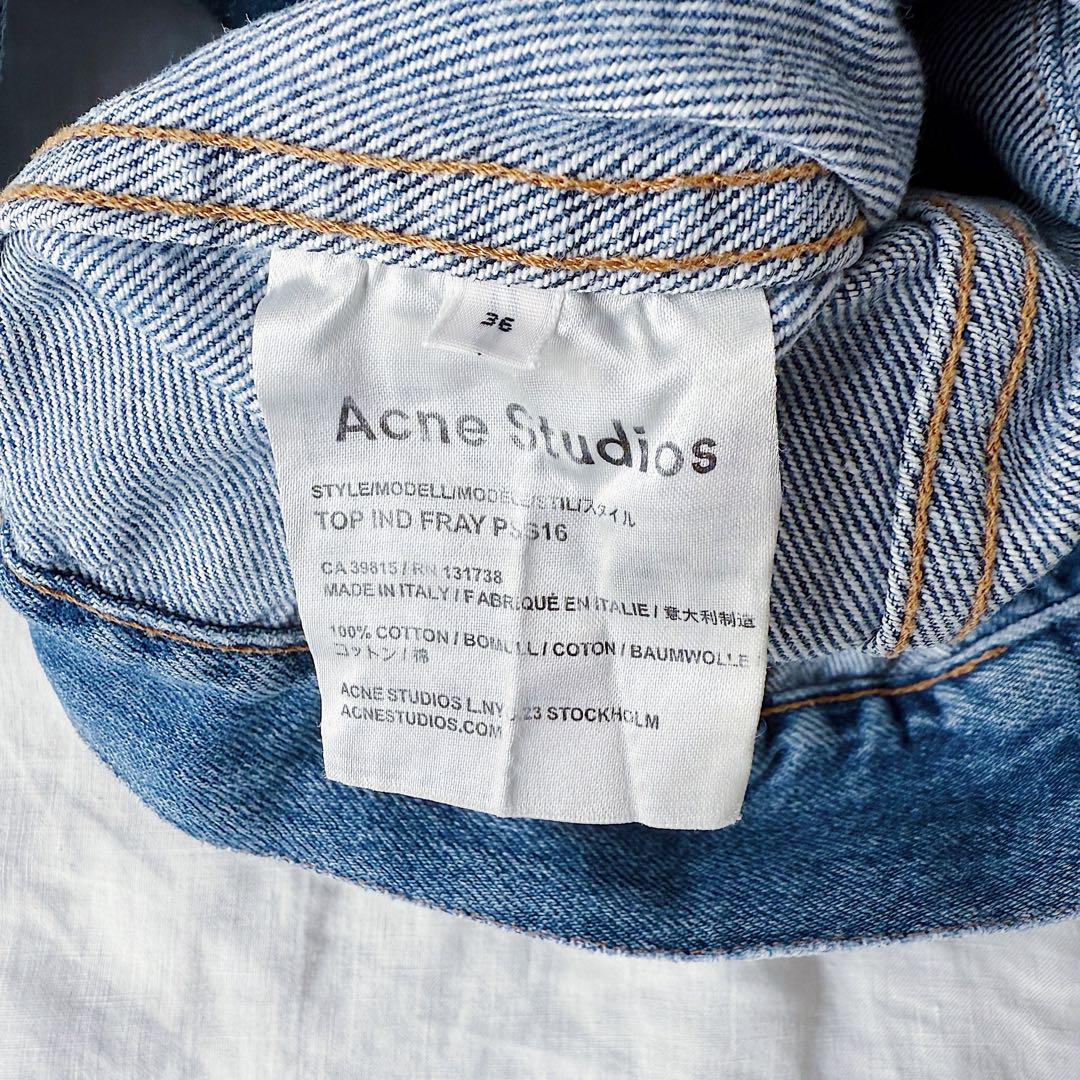 36
Acne Studios
STYLE/MODELL/MODELE/STIL/スタイル
TOP IND FRAY PSS16
CA 39815 / RN 131738
MADE IN ITALY / FABRIQUÉ EN ITALIE / 意大利制造
100% COTTON / BOMULL / COTON / BAUMWOLLE
コットン / 棉
ACNE STUDIOS L.NY 23 STOCKHOLM
ACNESTUDIOS.COM